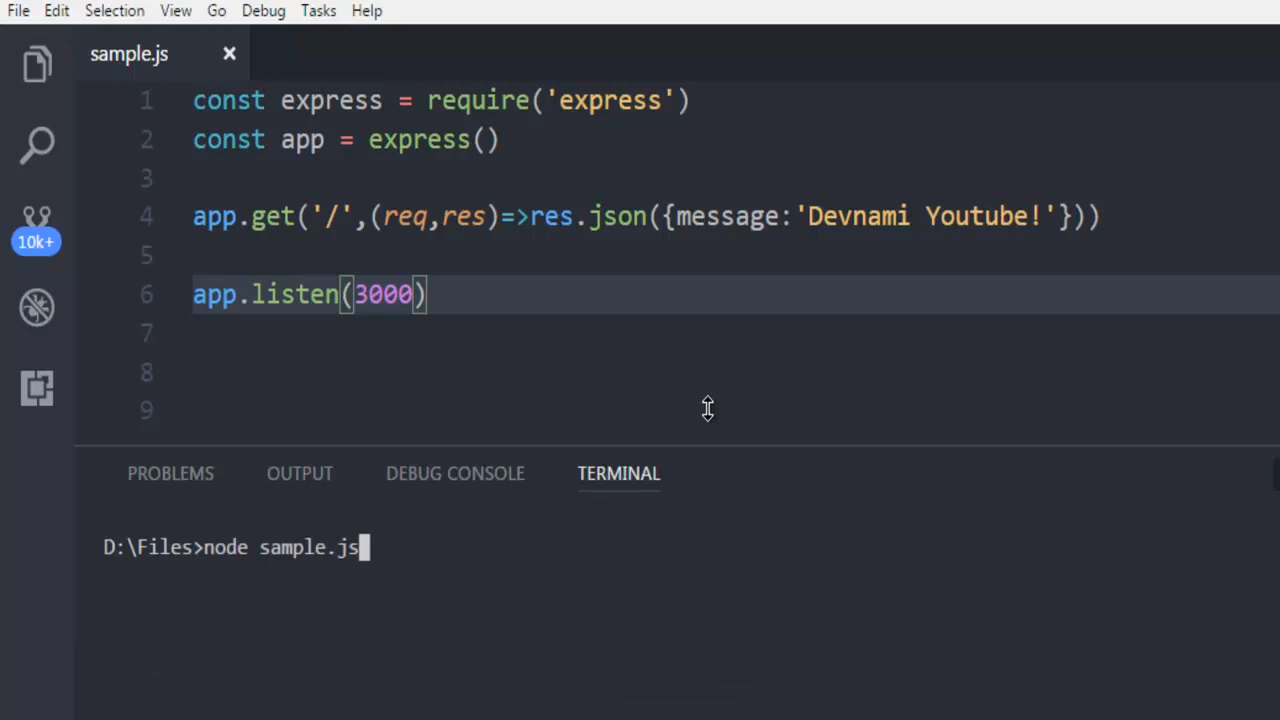 File Edit Selection View Go Debug Tasks Help
sample.js ×
1 const express = require('express')
2 const app = express()
3
4 app.get('/',(req,res)=>res.json({message:'Devnami Youtube!'}))
5
10k+
6 app.listen(3000)
7
8
9
PROBLEMS OUTPUT DEBUG CONSOLE TERMINAL
D:\Files>node sample.js